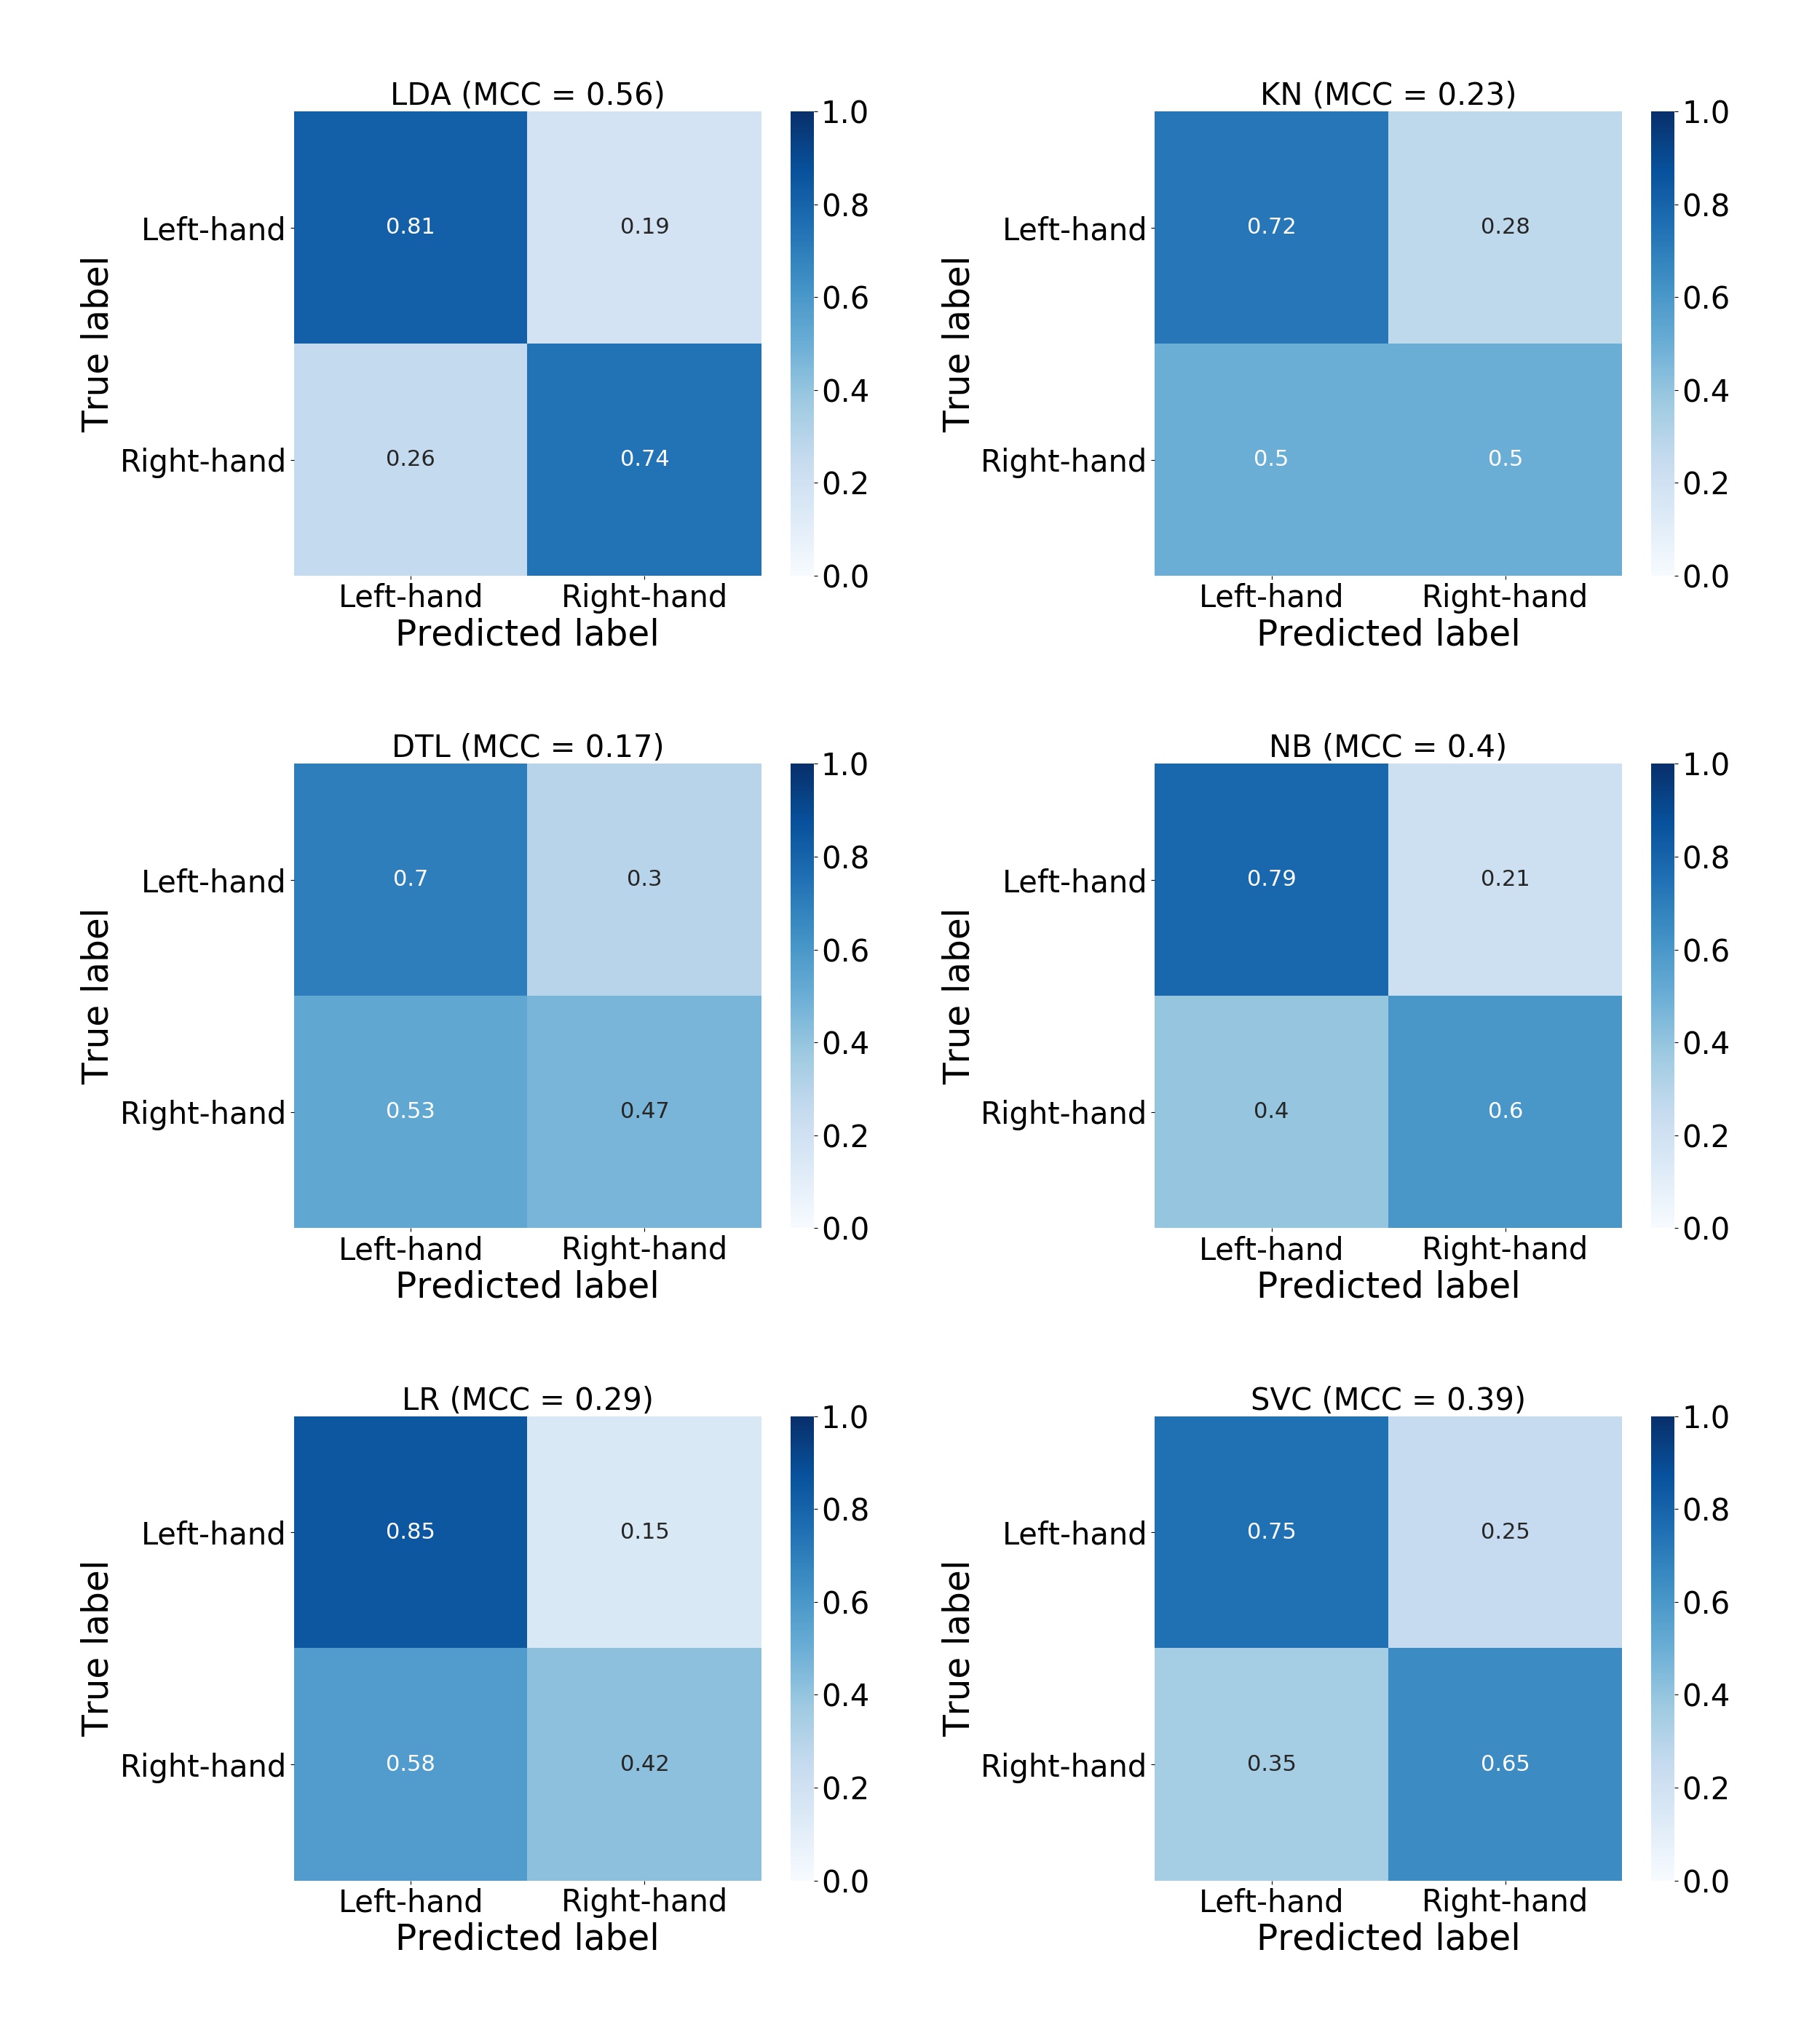 LDA (MCC = 0.56)
1.0
0.8
0.6
0.4
0.2
0.0
True label
Left-hand
0.81
0.19
Right-hand
0.26
0.74
Left-hand
Right-hand
Predicted label
KN (MCC = 0.23)
1.0
0.8
0.6
0.4
0.2
0.0
True label
Left-hand
0.72
0.28
Right-hand
0.5
0.5
Left-hand
Right-hand
Predicted label
DTL (MCC = 0.17)
1.0
0.8
0.6
0.4
0.2
0.0
True label
Left-hand
0.7
0.3
Right-hand
0.53
0.47
Left-hand
Right-hand
Predicted label
NB (MCC = 0.4)
1.0
0.8
0.6
0.4
0.2
0.0
True label
Left-hand
0.79
0.21
Right-hand
0.4
0.6
Left-hand
Right-hand
Predicted label
LR (MCC = 0.29)
1.0
0.8
0.6
0.4
0.2
0.0
True label
Left-hand
0.85
0.15
Right-hand
0.58
0.42
Left-hand
Right-hand
Predicted label
SVC (MCC = 0.39)
1.0
0.8
0.6
0.4
0.2
0.0
True label
Left-hand
0.75
0.25
Right-hand
0.35
0.65
Left-hand
Right-hand
Predicted label